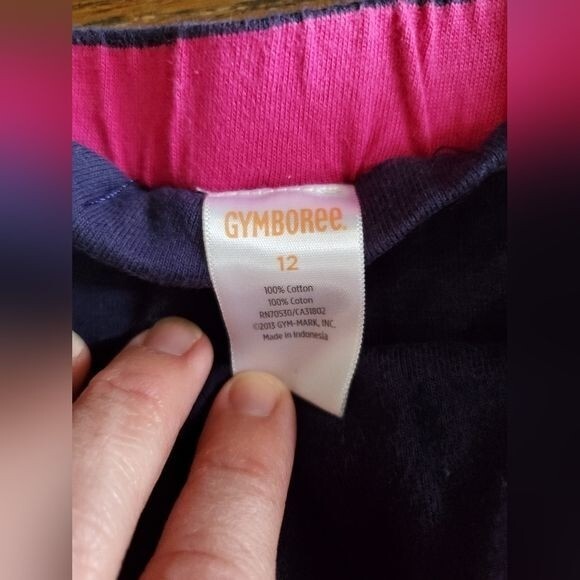 GYMBOREE
12
100% Cotton
100% Coton
RN70530/CA31802
©2013 GYM-MARK, INC.
Made in Indonesia